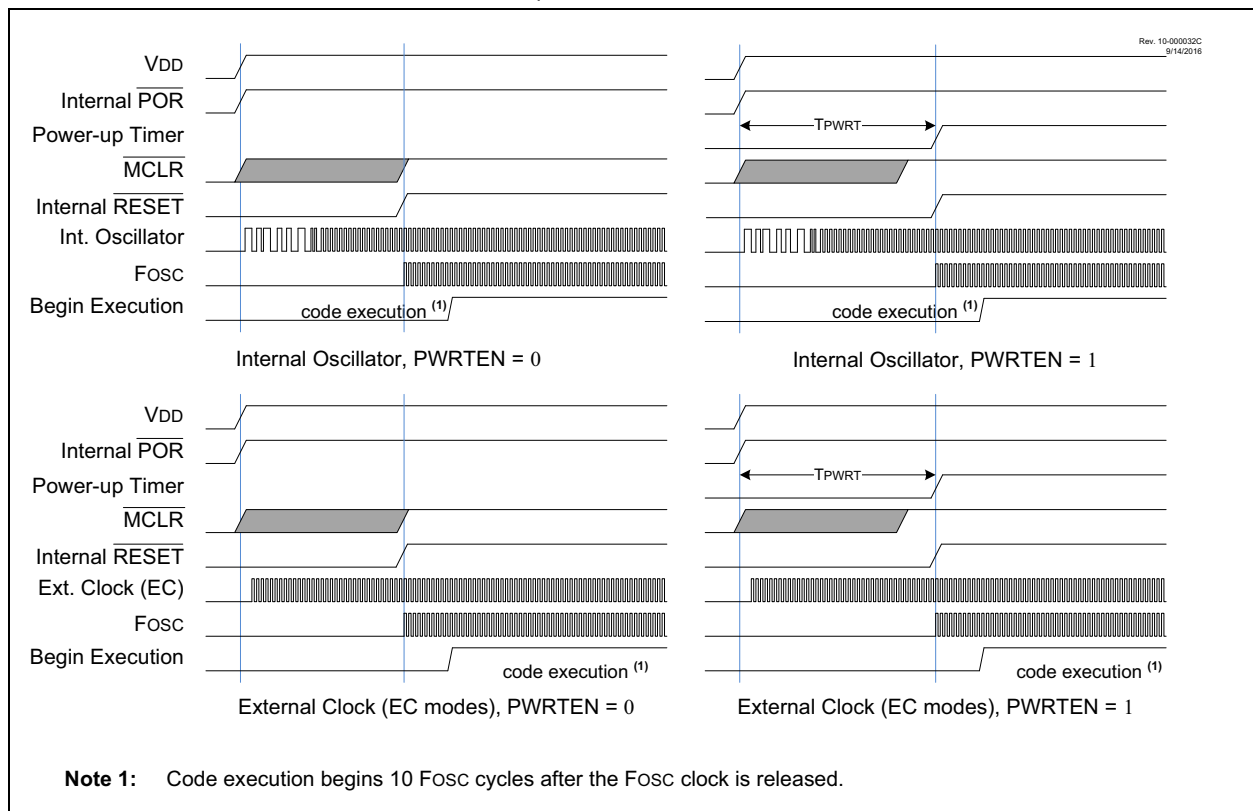 Rev. 10-000032C
9/14/2016
VDD
Internal POR
Power-up Timer
MCLR
Internal RESET
Int. Oscillator
FOSC
Begin Execution
code execution (1)
Internal Oscillator, PWRTEN = 0
TPWRT
code execution (1)
Internal Oscillator, PWRTEN = 1
VDD
Internal POR
Power-up Timer
MCLR
Internal RESET
Ext. Clock (EC)
FOSC
Begin Execution
code execution (1)
External Clock (EC modes), PWRTEN = 0
TPWRT
code execution (1)
External Clock (EC modes), PWRTEN = 1
Note 1: Code execution begins 10 FOSC cycles after the FOSC clock is released.